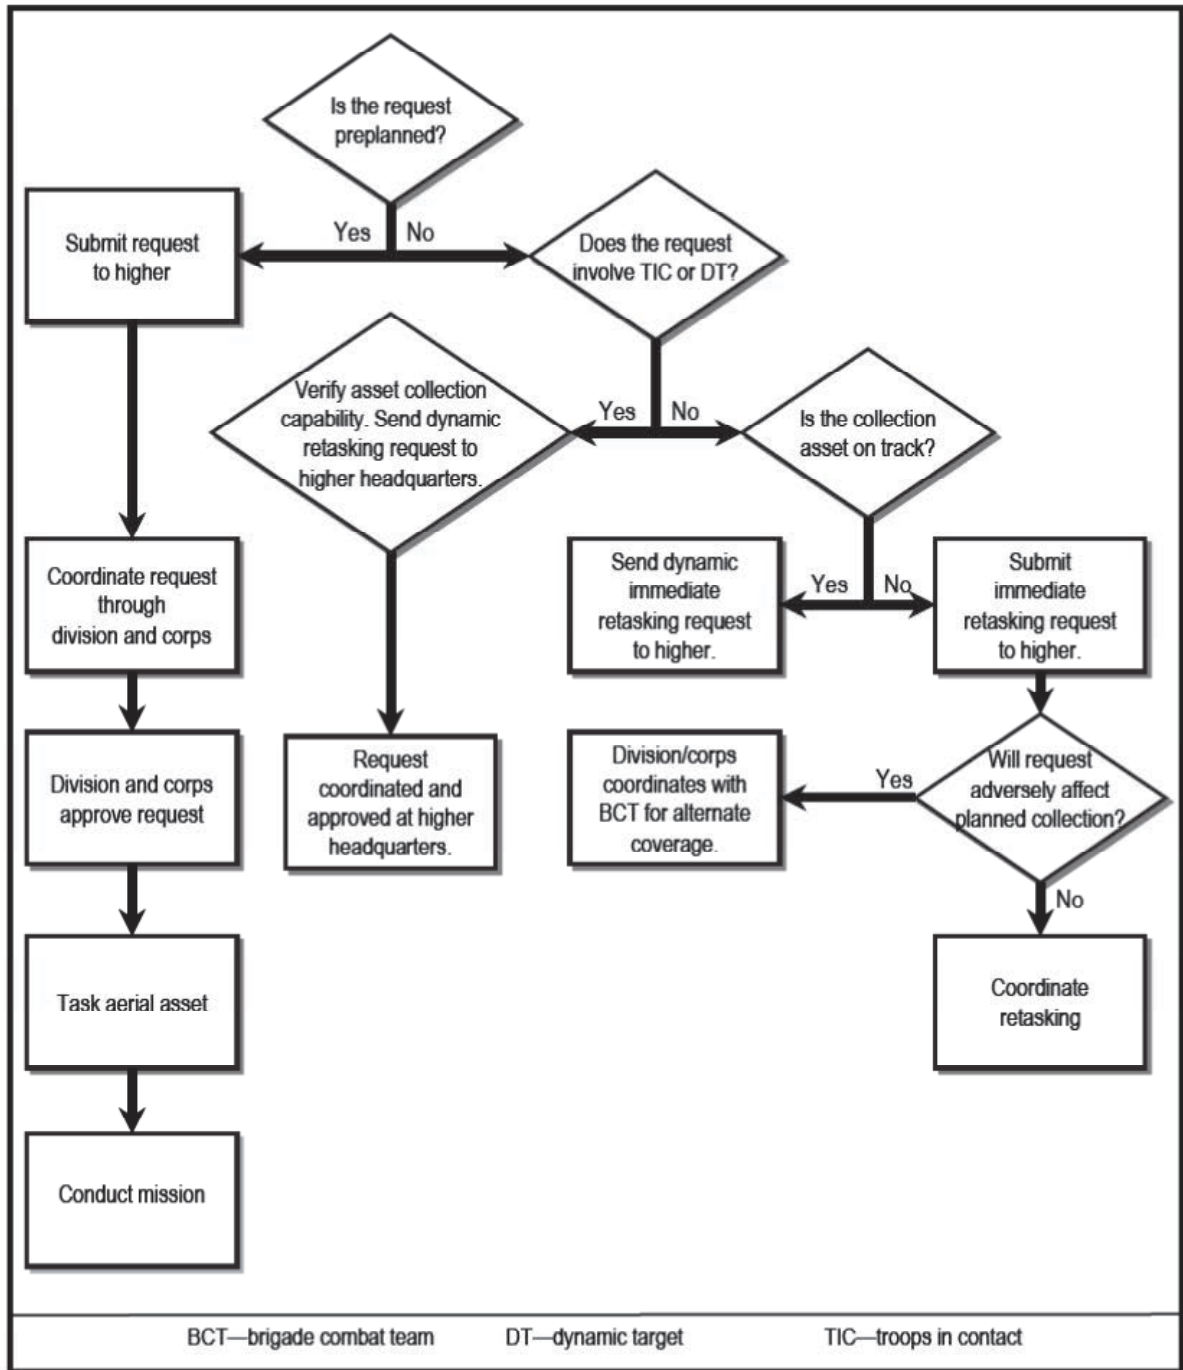 Is the request
preplanned?
Yes
No
Submit request
to higher
Does the request
involve TIC or DT?
Verify asset collection
capability. Send dynamic
retasking request to
higher headquarters.
Yes
No
Is the collection
asset on track?
Coordinate request
through
division and corps
Send dynamic
immediate
retasking request
to higher.
Yes
No
Submit
immediate
retasking request
to higher.
Division and corps
approve request
Request
coordinated and
approved at higher
headquarters.
Division/corps
coordinates with
BCT for alternate
coverage.
Yes
Will request
adversely affect
planned collection?
No
Task aerial asset
Coordinate
retasking
Conduct mission
BCT—brigade combat team DT—dynamic target TIC—troops in contact